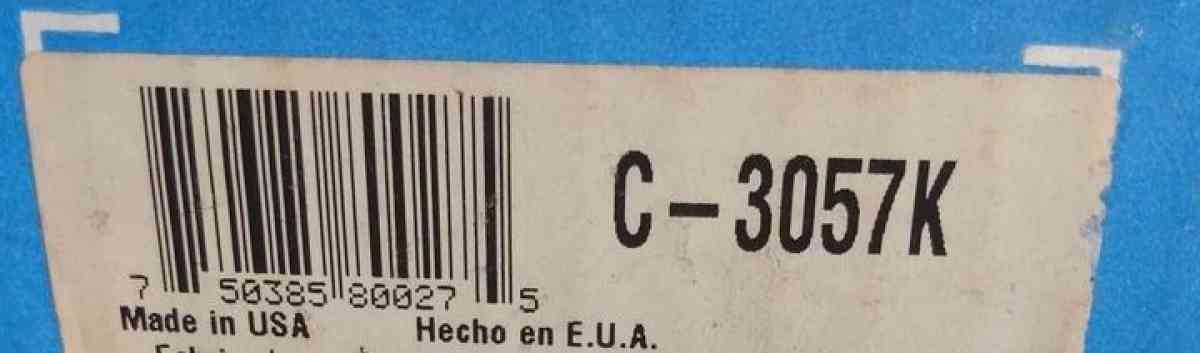 C-3057K
7 50385 80027 5
Made in USA Hecho en E.U.A.